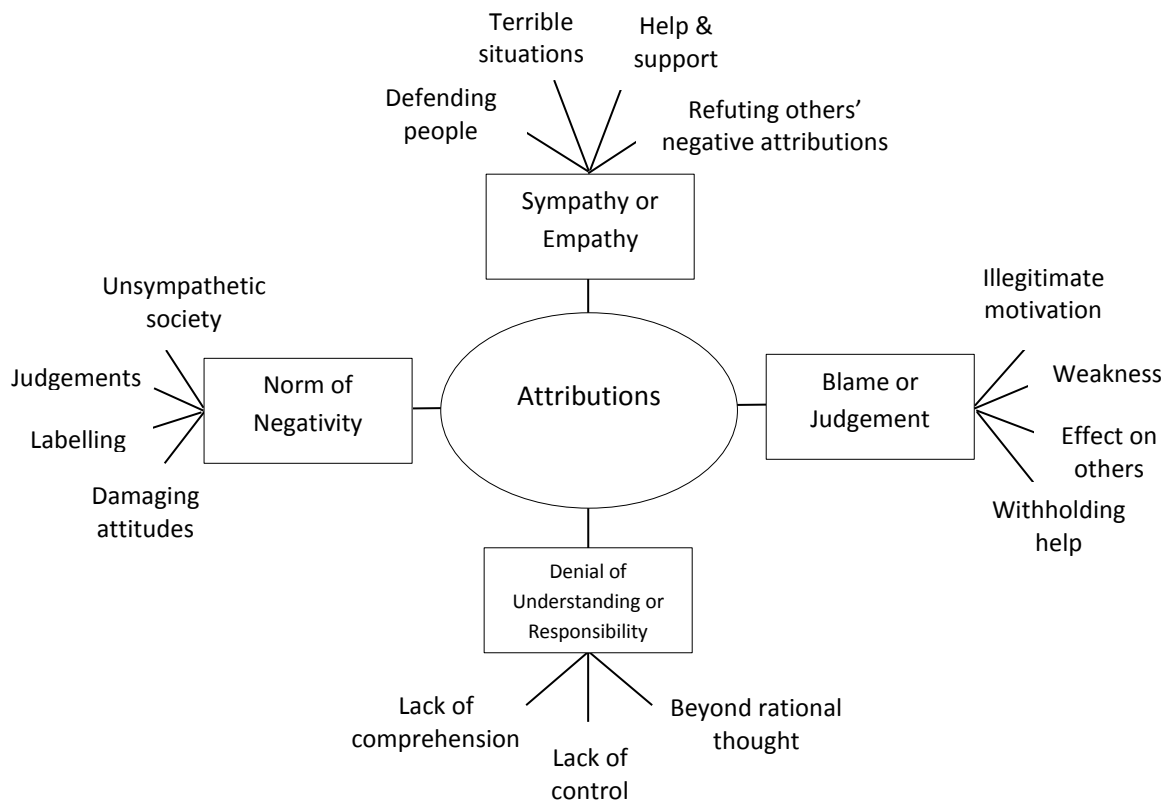 Terrible
situations
Help &
support
Defending
people
Refuting others’
negative attributions
Sympathy or
Empathy
Unsympathetic
society
Judgements
Labelling
Damaging
attitudes
Norm of
Negativity
Attributions
Blame or
Judgement
Illegitimate
motivation
Weakness
Effect on
others
Withholding
help
Denial of
Understanding or
Responsibility
Lack of
comprehension
Lack of
control
Beyond rational
thought